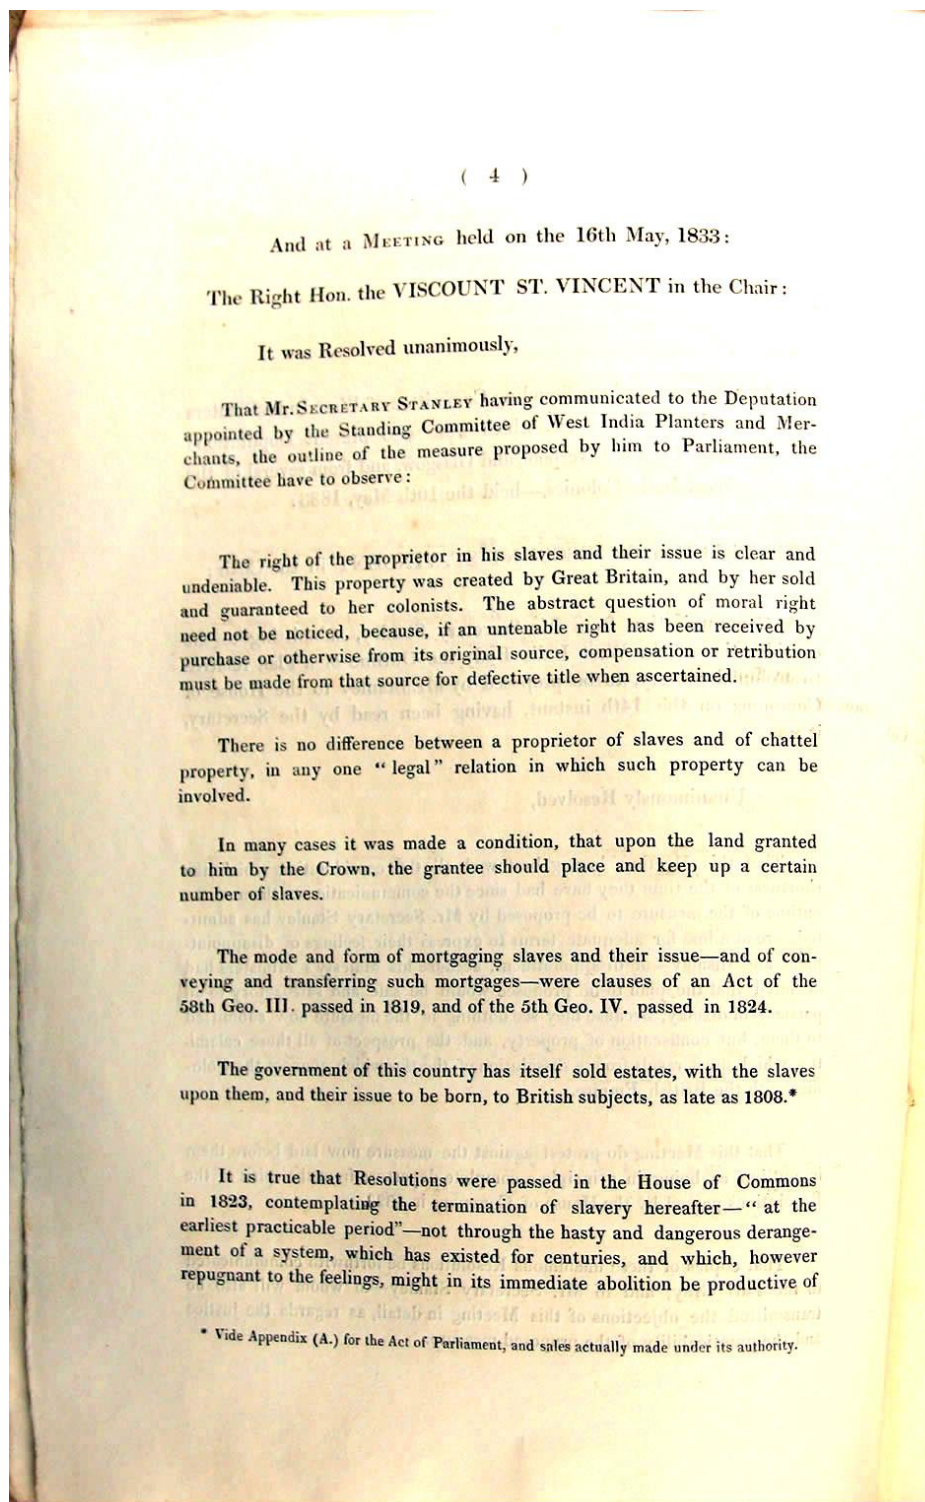 ( 4 )
And at a MEETING held on the 16th May, 1833:
The Right Hon. the VISCOUNT ST. VINCENT in the Chair:
It was Resolved unanimously,
That Mr. SECRETARY STANLEY having communicated to the Deputation
appointed by the Standing Committee of West India Planters and Mer-
chants, the outline of the measure proposed by him to Parliament, the
Committee have to observe:
The right of the proprietor in his slaves and their issue is clear and
undeniable. This property was created by Great Britain, and by her sold
and guaranteed to her colonists. The abstract question of moral right
need not be noticed, because, if an untenable right has been received by
purchase or otherwise from its original source, compensation or retribution
must be made from that source for defective title when ascertained.
There is no difference between a proprietor of slaves and of chattel
property, in any one "legal" relation in which such property can be
involved.
In many cases it was made a condition, that upon the land granted
to him by the Crown, the grantee should place and keep up a certain
number of slaves.
The mode and form of mortgaging slaves and their issue—and of con-
veying and transferring such mortgages—were clauses of an Act of the
58th Geo. III. passed in 1819, and of the 5th Geo. IV. passed in 1824.
The government of this country has itself sold estates, with the slaves
upon them, and their issue to be born, to British subjects, as late as 1808.*
It is true that Resolutions were passed in the House of Commons
in 1823, contemplating the termination of slavery hereafter—"at the
earliest practicable period"—not through the hasty and dangerous derange-
ment of a system, which has existed for centuries, and which, however
repugnant to the feelings, might in its immediate abolition be productive of
* Vide Appendix (A.) for the Act of Parliament, and sales actually made under its authority.